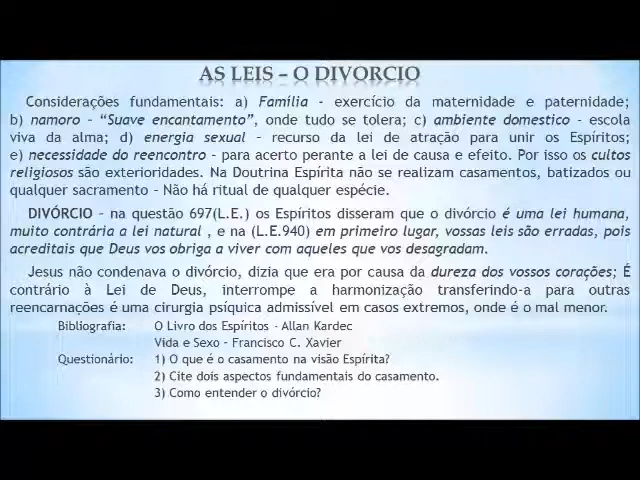 AS LEIS – O DIVORCIO
Considerações fundamentais: a) Família - exercício da maternidade e paternidade;
b) namoro – “Suave encantamento”, onde tudo se tolera; c) ambiente domestico - escola
viva da alma; d) energia sexual – recurso da lei de atração para unir os Espíritos;
e) necessidade do reencontro – para acerto perante a lei de causa e efeito. Por isso os cultos
religiosos são exterioridades. Na Doutrina Espírita não se realizam casamentos, batizados ou
qualquer sacramento – Não há ritual de qualquer espécie.
DIVÓRCIO – na questão 697(L.E.) os Espíritos disseram que o divórcio é uma lei humana,
muito contrária a lei natural , e na (L.E.940) em primeiro lugar, vossas leis são erradas, pois
acreditais que Deus vos obriga a viver com aqueles que vos desagradam.
Jesus não condenava o divórcio, dizia que era por causa da dureza dos vossos corações; É
contrário à Lei de Deus, interrompe a harmonização transferindo-a para outras
reencarnações é uma cirurgia psíquica admissível em casos extremos, onde é o mal menor.
Bibliografia: O Livro dos Espíritos - Allan Kardec
Vida e Sexo – Francisco C. Xavier
Questionário: 1) O que é o casamento na visão Espírita?
2) Cite dois aspectos fundamentais do casamento.
3) Como entender o divórcio?